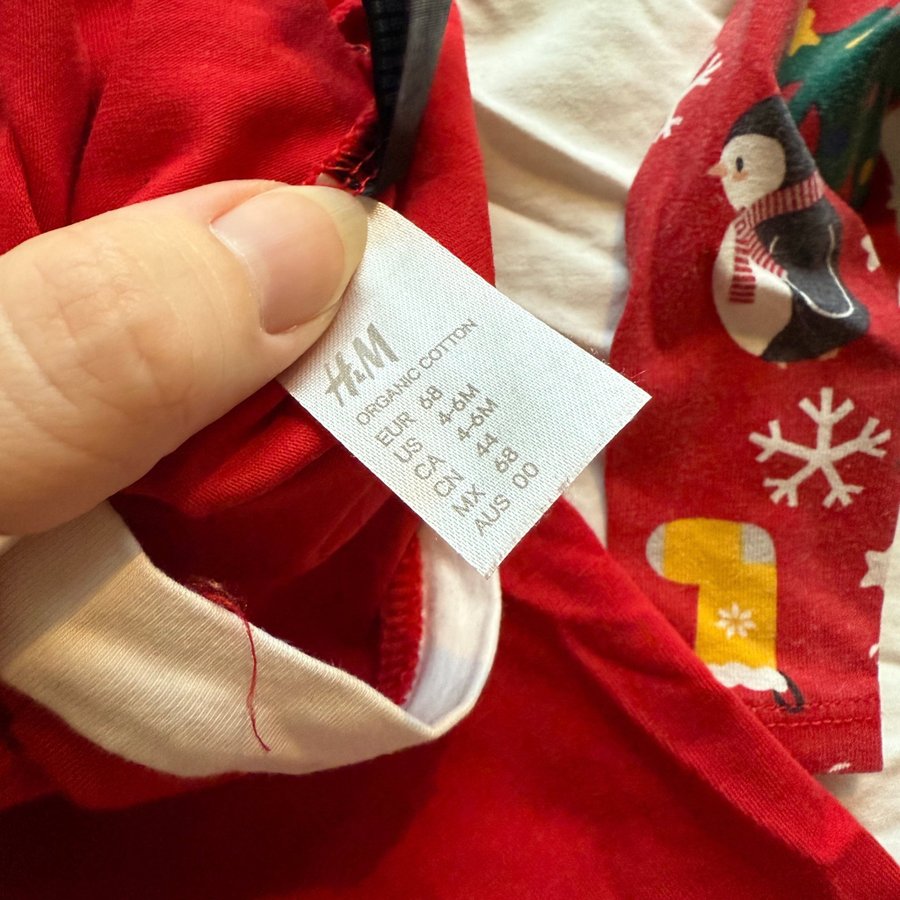 H&M
ORGANIC COTTON
EUR 68
US 4-6M
CA 4-6M
CN 44
MX 68
AUS 00